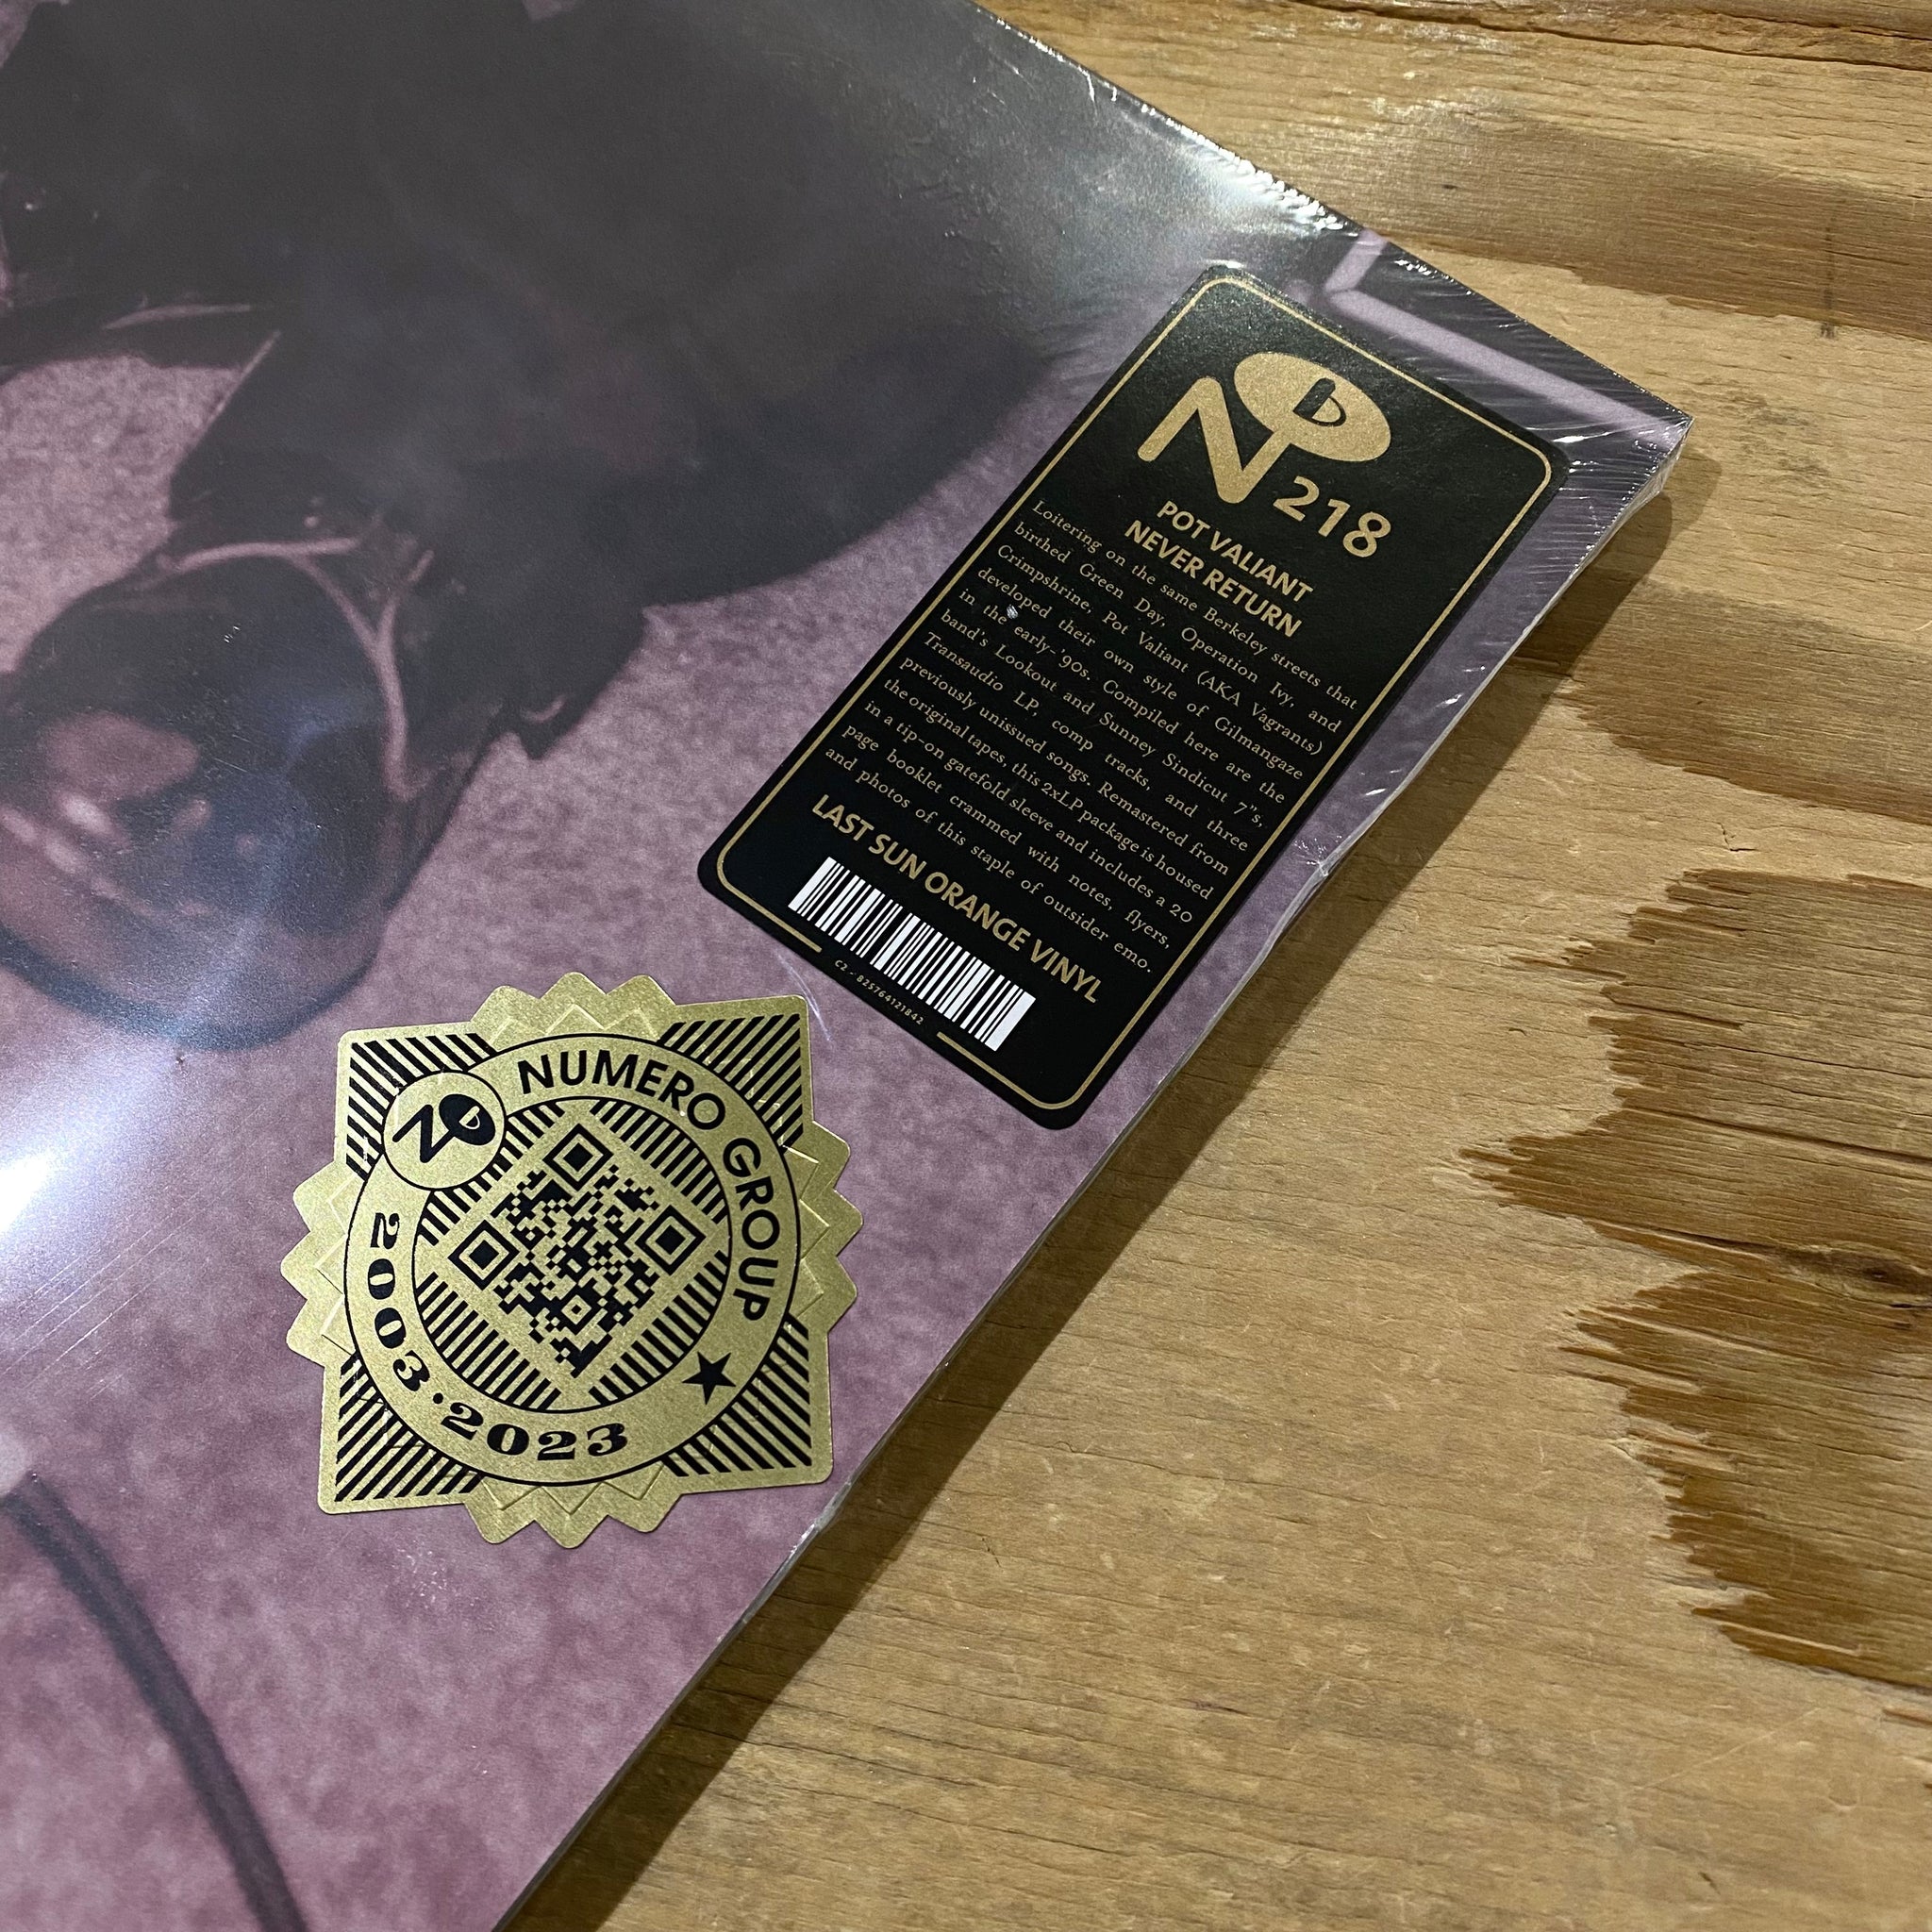 No 218
POT VALIANT
NEVER RETURN
Loitering on the same Berkeley streets that
birthed Green Day, Operation Ivy, and
Crimpshrine, Pot Valiant (AKA Vagrants)
developed their own style of Gilmangaze
in the early-'90s. Compiled here are the
band's Lookout and Sunney Sindicut 7"s,
Transaudio LP, comp tracks, and three
previously unissued songs. Remastered from
the original tapes, this 2xLP package is housed
in a tip-on gatefold sleeve and includes a 20
page booklet crammed with notes, flyers,
and photos of this staple of outsider emo.
LAST SUN ORANGE VINYL
C2 - 825764121842
No
NUMERO GROUP
2003·2023